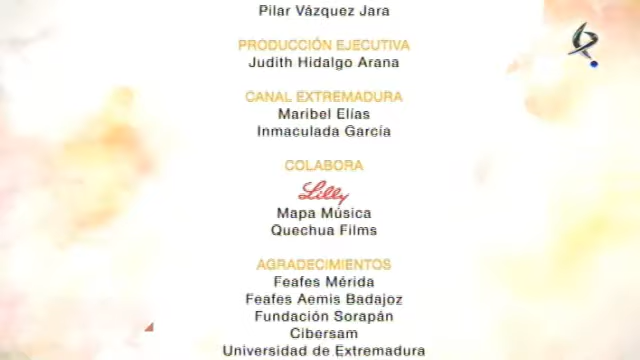 Pilar Vázquez Jara
PRODUCCIÓN EJECUTIVA
Judith Hidalgo Arana
CANAL EXTREMADURA
Maribel Elías
Inmaculada García
COLABORA
Lilly
Mapa Música
Quechua Films
AGRADECIMIENTOS
Feafes Mérida
Feafes Aemis Badajoz
Fundación Sorapán
Cibersam
Universidad de Extremadura